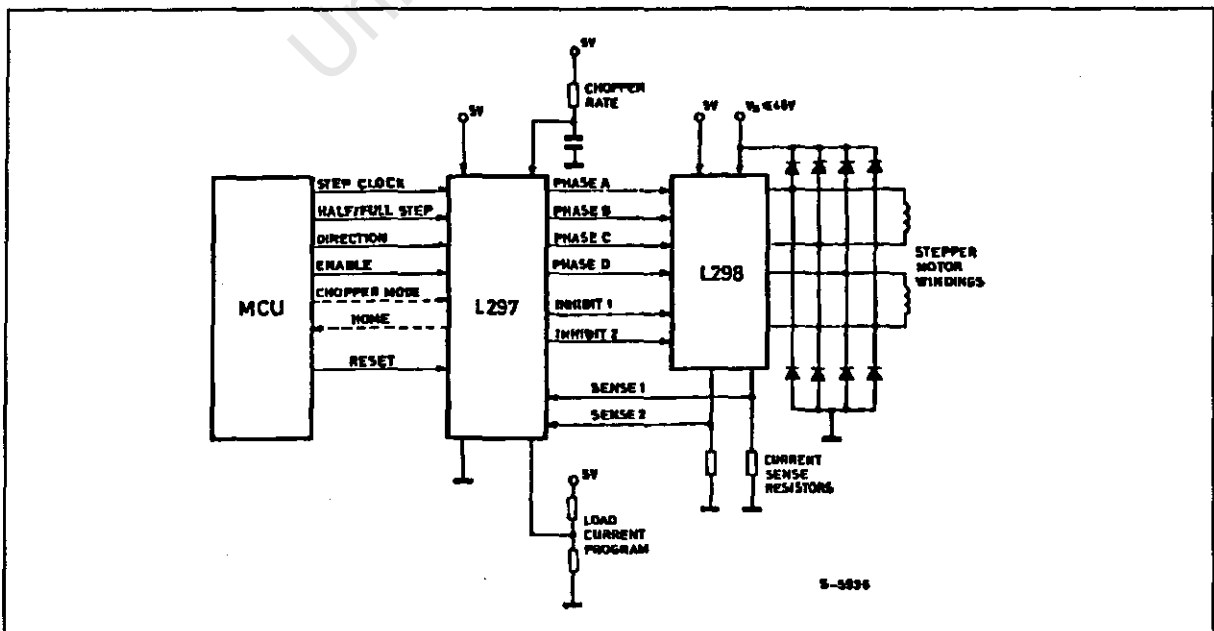 5V
CHOPPER
RATE
5V
5V
STEP CLOCK
HALF/FULL STEP
DIRECTION
ENABLE
CHOPPER MODE
HOME
RESET
MCU
L297
PHASE A
PHASE B
PHASE C
PHASE D
INHIBIT 1
INHIBIT 2
SENSE 1
SENSE 2
L298
STEPPER
MOTOR
WINDINGS
CURRENT
SENSE
RESISTORS
5V
LOAD
CURRENT
PROGRAM